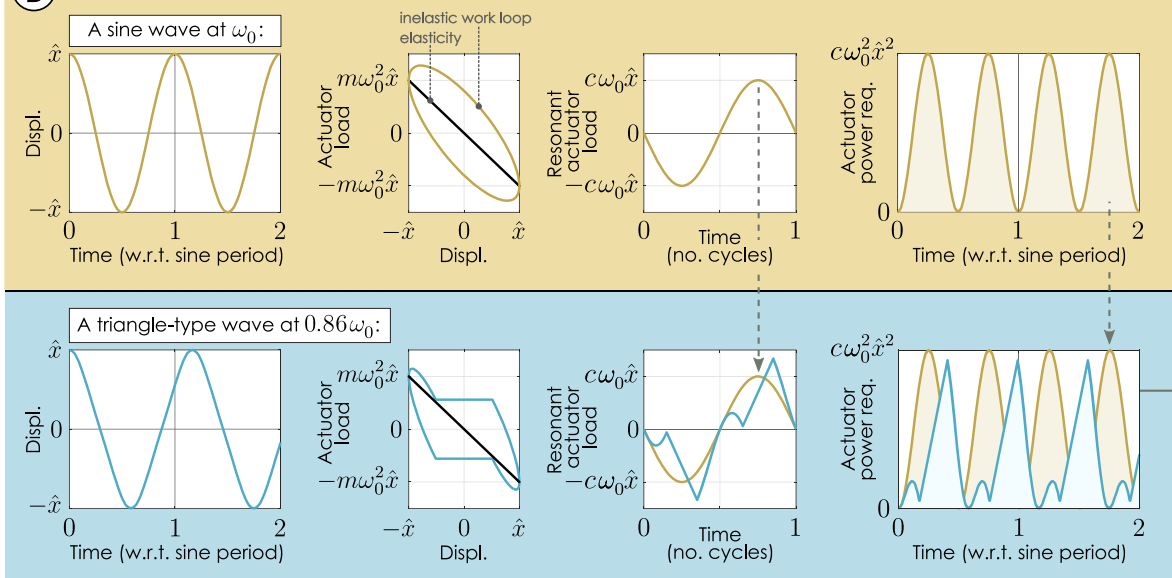 A sine wave at ω₀:
inelastic work loop
elasticity
x̂
0
−x̂
Displ.
0 1 2
Time (w.r.t. sine period)
mω₀²x̂
0
−mω₀²x̂
Actuator
load
−x̂ 0 x̂
Displ.
cω₀x̂
0
−cω₀x̂
Resonant
actuator
load
0 1
Time
(no. cycles)
cω₀²x̂²
0
Actuator
power req.
0 1 2
Time (w.r.t. sine period)
A triangle-type wave at 0.86ω₀:
x̂
0
−x̂
Displ.
0 1 2
Time (w.r.t. sine period)
mω₀²x̂
0
−mω₀²x̂
Actuator
load
−x̂ 0 x̂
Displ.
cω₀x̂
0
−cω₀x̂
Resonant
actuator
load
0 1
Time
(no. cycles)
cω₀²x̂²
0
Actuator
power req.
0 1 2
Time (w.r.t. sine period)